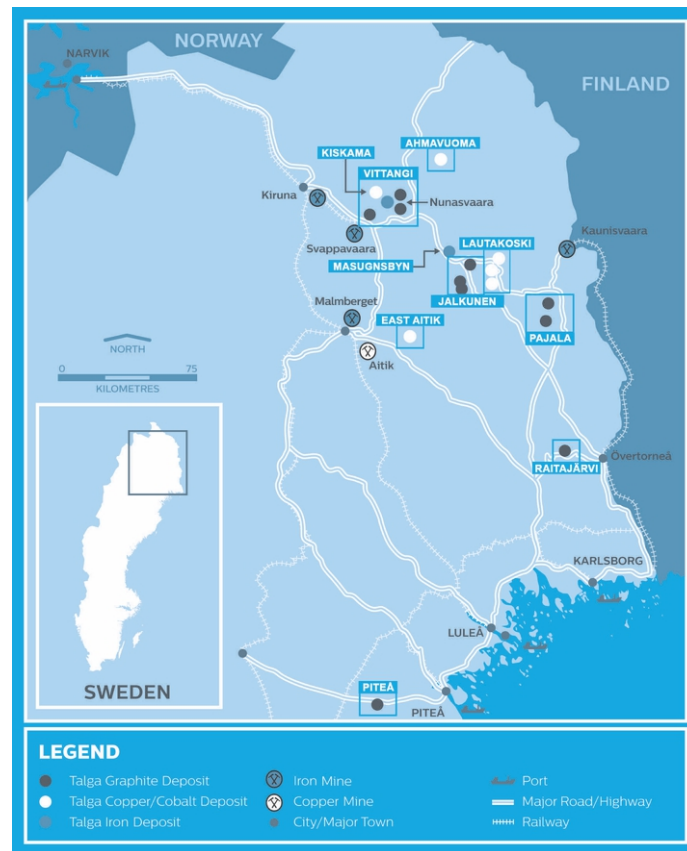 NORWAY
NARVIK
FINLAND
AHMAVUOMA
KISKAMA
VITTANGI
Kiruna
Nunasvaara
Svappavaara
Kaunisvaara
LAUTAKOSKI
MASUGNSBYN
Malmberget
JALKUNEN
EAST AITIK
PAJALA
Aitik
NORTH
0 75
KILOMETRES
RAITAJÄRVI
Övertorneå
KARLSBORG
LULEÅ
SWEDEN
PITEÅ
PITEÅ
LEGEND
Talga Graphite Deposit
Talga Copper/Cobalt Deposit
Talga Iron Deposit
Iron Mine
Copper Mine
City/Major Town
Port
Major Road/Highway
Railway